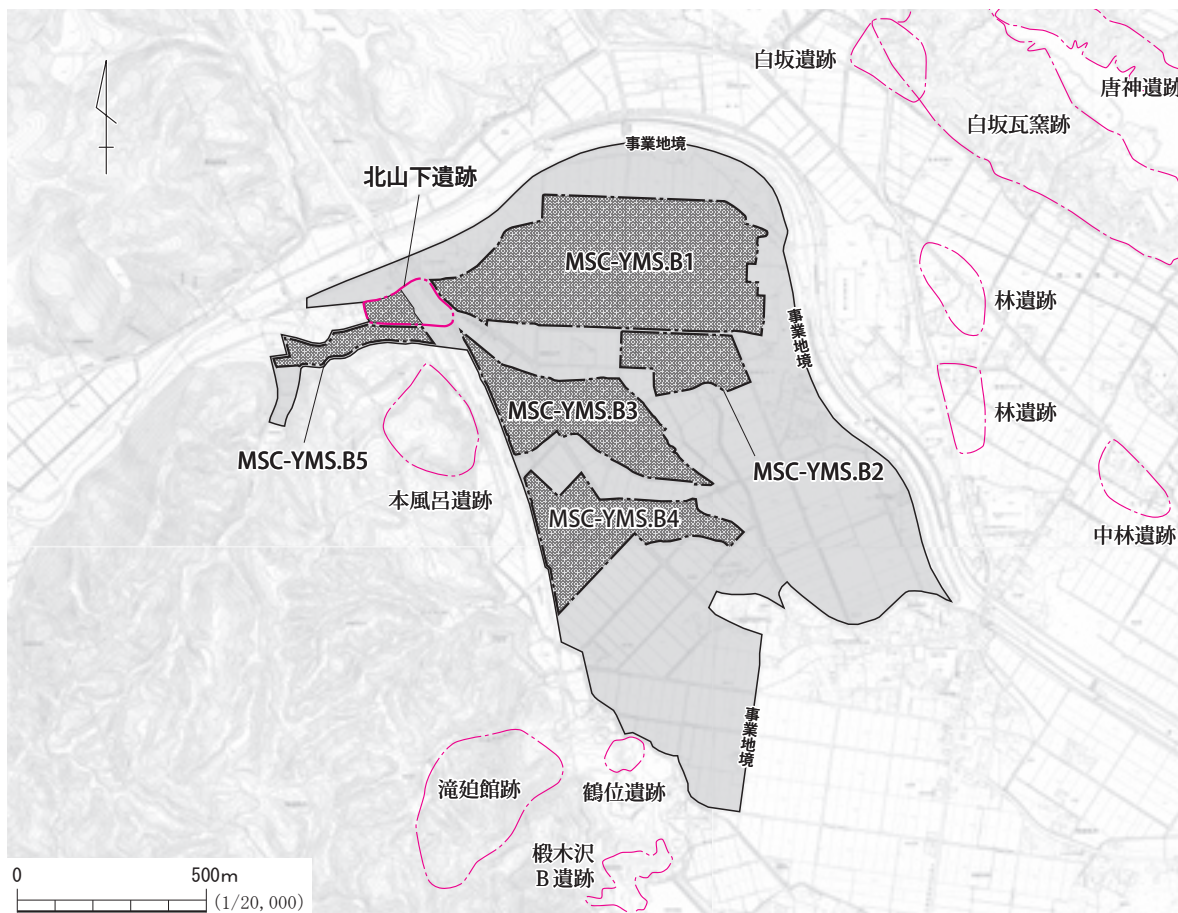 白坂遺跡
唐神遺跡
白坂瓦窯跡
事業地境
北山下遺跡
MSC-YMS.B1
林遺跡
事業地境
MSC-YMS.B3
林遺跡
MSC-YMS.B5
MSC-YMS.B2
本風呂遺跡
MSC-YMS.B4
中林遺跡
事業地境
滝迫館跡
鶴位遺跡
椴木沢
B遺跡
0 500m
(1/20,000)